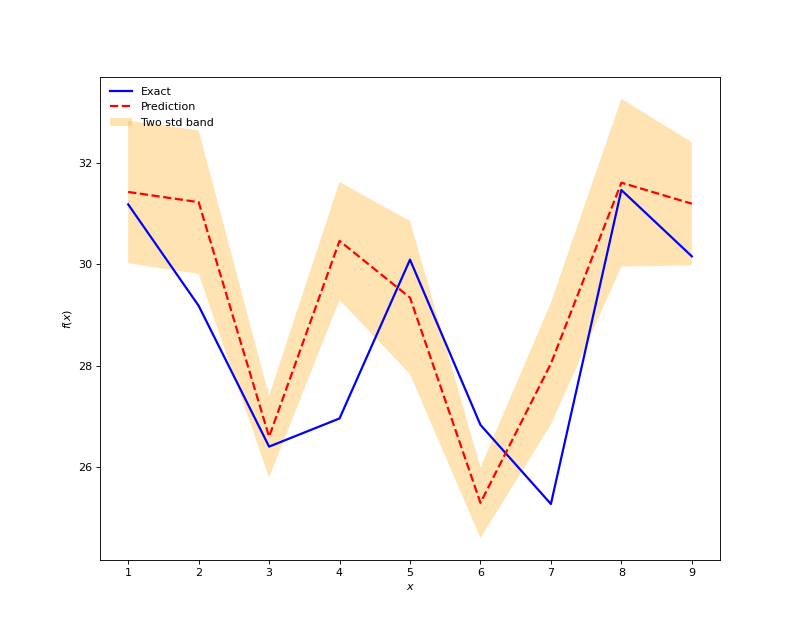 Exact
Prediction
Two std band
32
30
28
26
f(x)
1 2 3 4 5 6 7 8 9
x